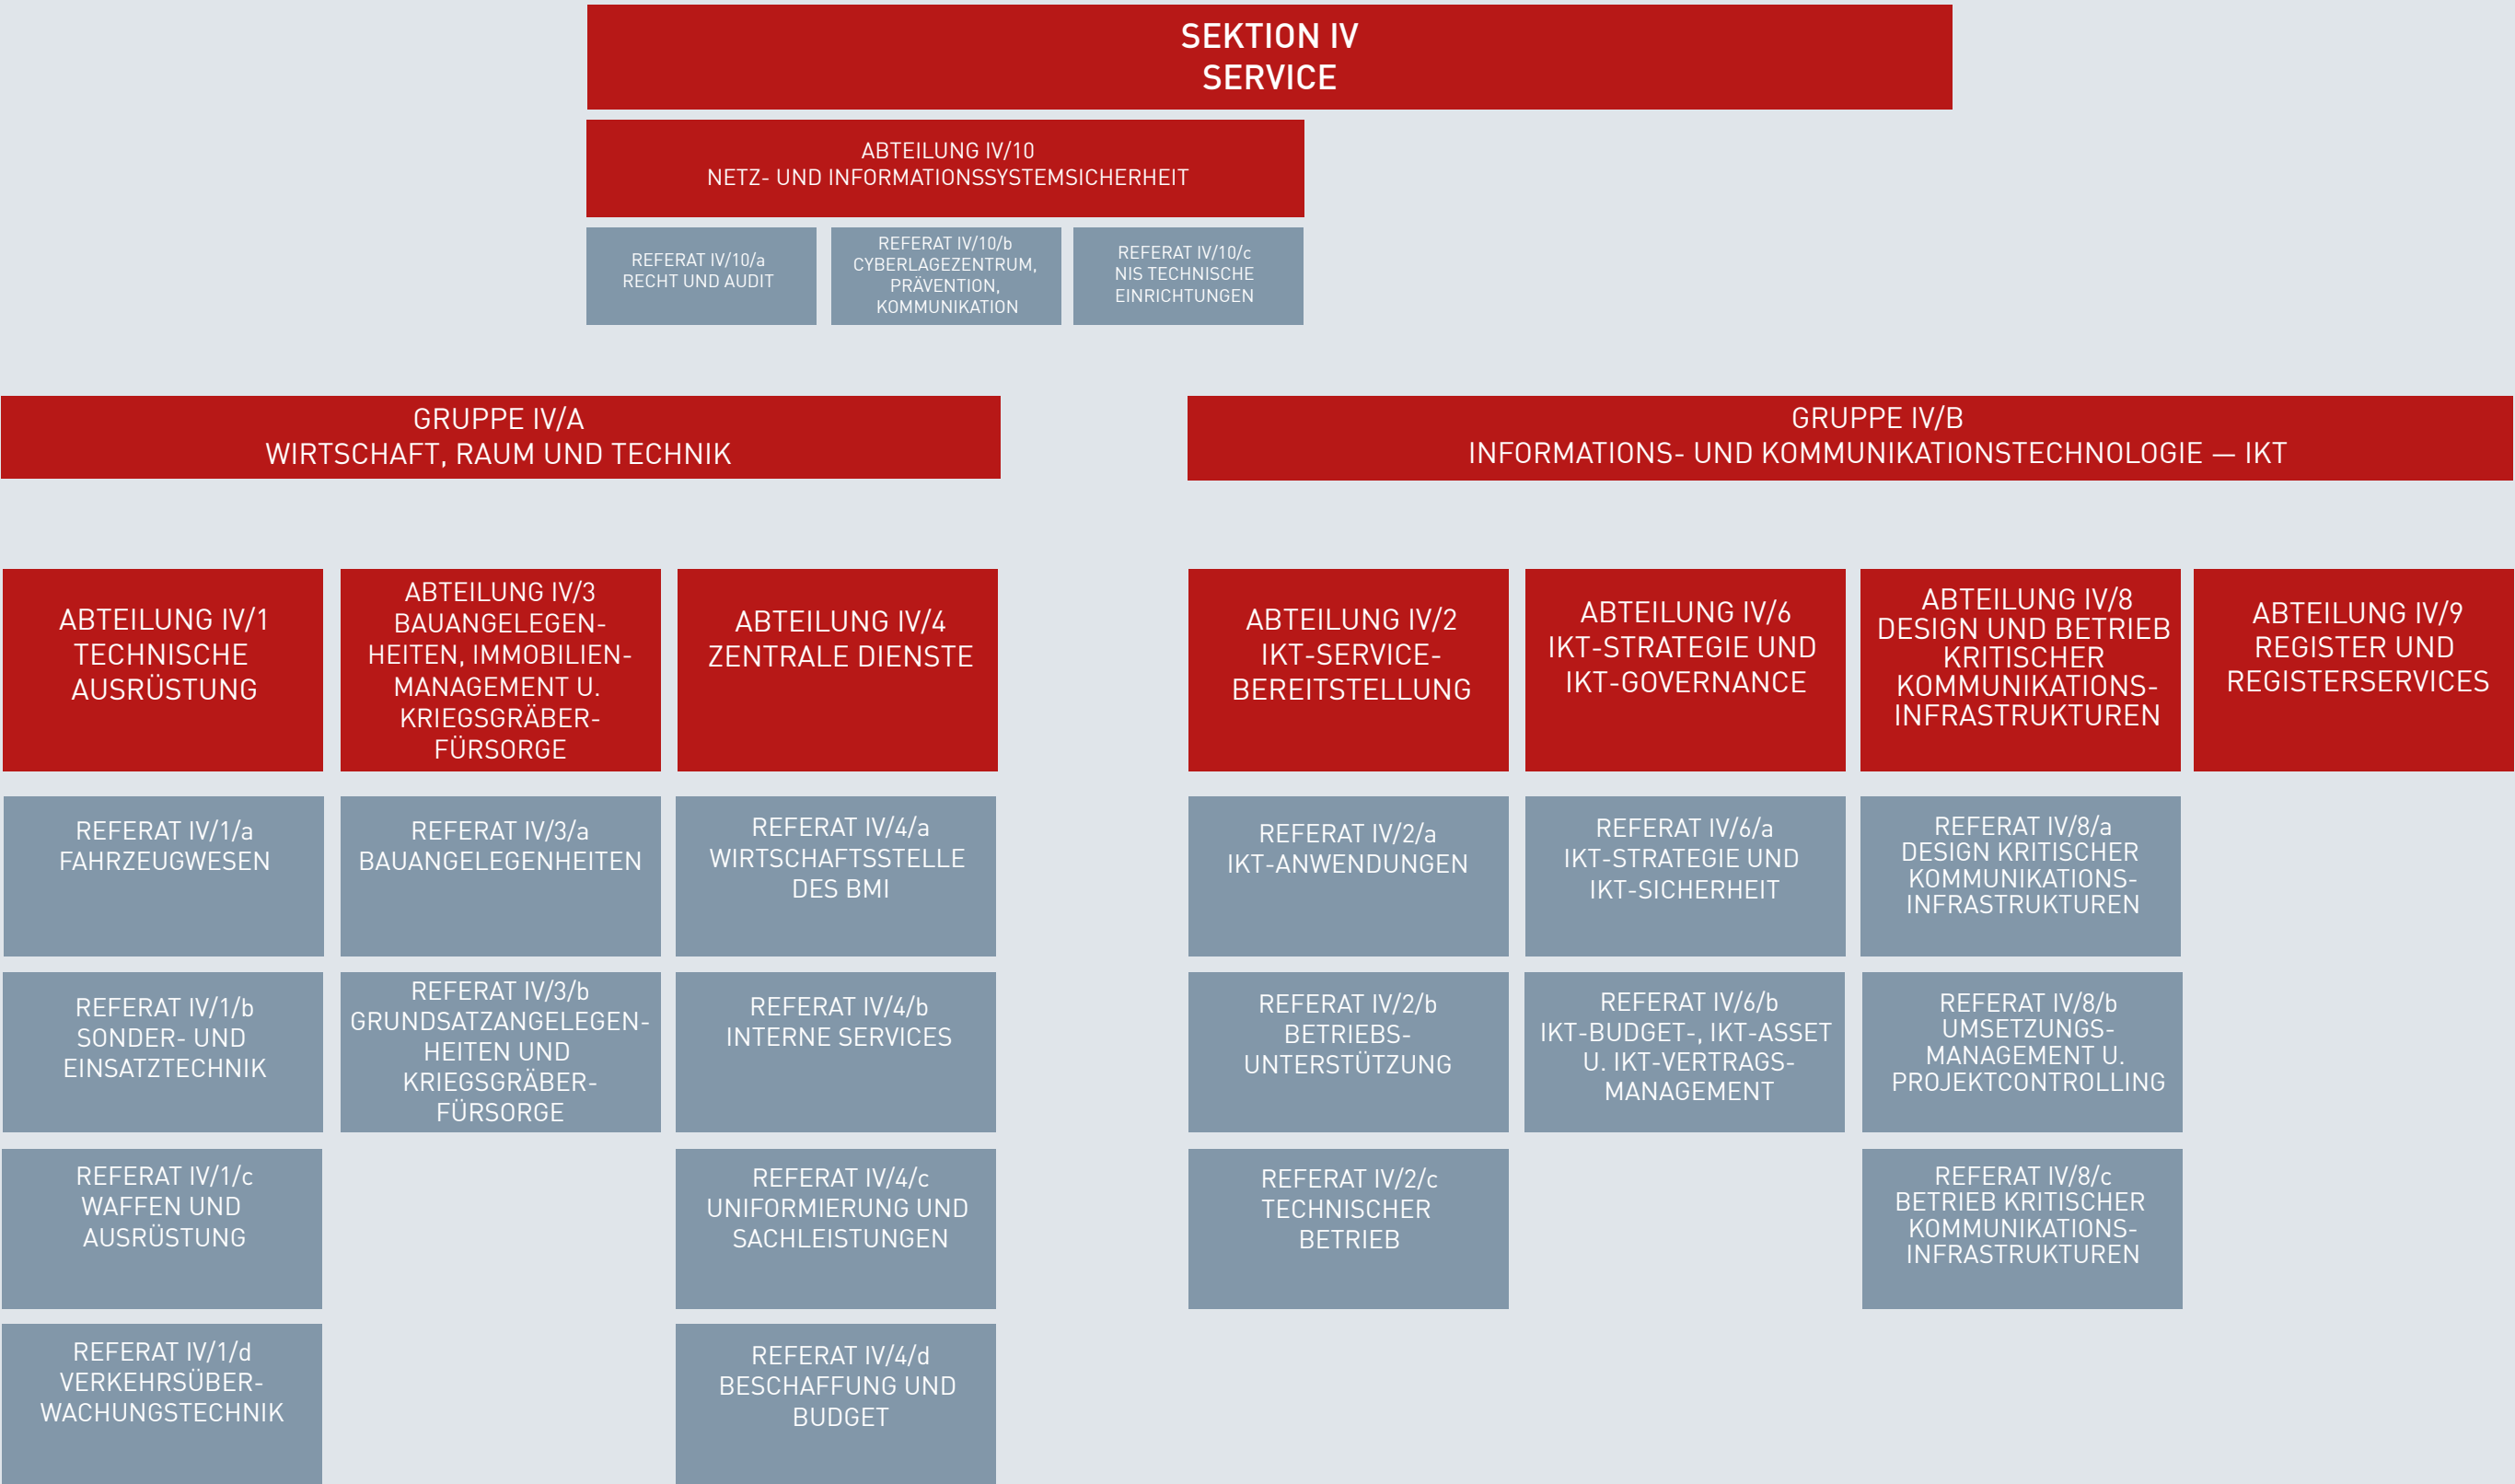 SEKTION IV
SERVICE
ABTEILUNG IV/10
NETZ- UND INFORMATIONSSYSTEMSICHERHEIT
REFERAT IV/10/a
RECHT UND AUDIT
REFERAT IV/10/b
CYBERLAGEZENTRUM,
PRÄVENTION,
KOMMUNIKATION
REFERAT IV/10/c
NIS TECHNISCHE
EINRICHTUNGEN
GRUPPE IV/A
WIRTSCHAFT, RAUM UND TECHNIK
GRUPPE IV/B
INFORMATIONS- UND KOMMUNIKATIONSTECHNOLOGIE — IKT
ABTEILUNG IV/1
TECHNISCHE
AUSRÜSTUNG
ABTEILUNG IV/3
BAUANGELEGEN-
HEITEN, IMMOBILIEN-
MANAGEMENT U.
KRIEGSGRÄBER-
FÜRSORGE
ABTEILUNG IV/4
ZENTRALE DIENSTE
ABTEILUNG IV/2
IKT-SERVICE-
BEREITSTELLUNG
ABTEILUNG IV/6
IKT-STRATEGIE UND
IKT-GOVERNANCE
ABTEILUNG IV/8
DESIGN UND BETRIEB
KRITISCHER
KOMMUNIKATIONS-
INFRASTRUKTUREN
ABTEILUNG IV/9
REGISTER UND
REGISTERSERVICES
REFERAT IV/1/a
FAHRZEUGWESEN
REFERAT IV/3/a
BAUANGELEGENHEITEN
REFERAT IV/4/a
WIRTSCHAFTSSTELLE
DES BMI
REFERAT IV/2/a
IKT-ANWENDUNGEN
REFERAT IV/6/a
IKT-STRATEGIE UND
IKT-SICHERHEIT
REFERAT IV/8/a
DESIGN KRITISCHER
KOMMUNIKATIONS-
INFRASTRUKTUREN
REFERAT IV/1/b
SONDER- UND
EINSATZTECHNIK
REFERAT IV/3/b
GRUNDSATZANGELEGEN-
HEITEN UND
KRIEGSGRÄBER-
FÜRSORGE
REFERAT IV/4/b
INTERNE SERVICES
REFERAT IV/2/b
BETRIEBS-
UNTERSTÜTZUNG
REFERAT IV/6/b
IKT-BUDGET-, IKT-ASSET
U. IKT-VERTRAGS-
MANAGEMENT
REFERAT IV/8/b
UMSETZUNGS-
MANAGEMENT U.
PROJEKTCONTROLLING
REFERAT IV/1/c
WAFFEN UND
AUSRÜSTUNG
REFERAT IV/4/c
UNIFORMIERUNG UND
SACHLEISTUNGEN
REFERAT IV/2/c
TECHNISCHER
BETRIEB
REFERAT IV/8/c
BETRIEB KRITISCHER
KOMMUNIKATIONS-
INFRASTRUKTUREN
REFERAT IV/1/d
VERKEHRSÜBER-
WACHUNGSTECHNIK
REFERAT IV/4/d
BESCHAFFUNG UND
BUDGET